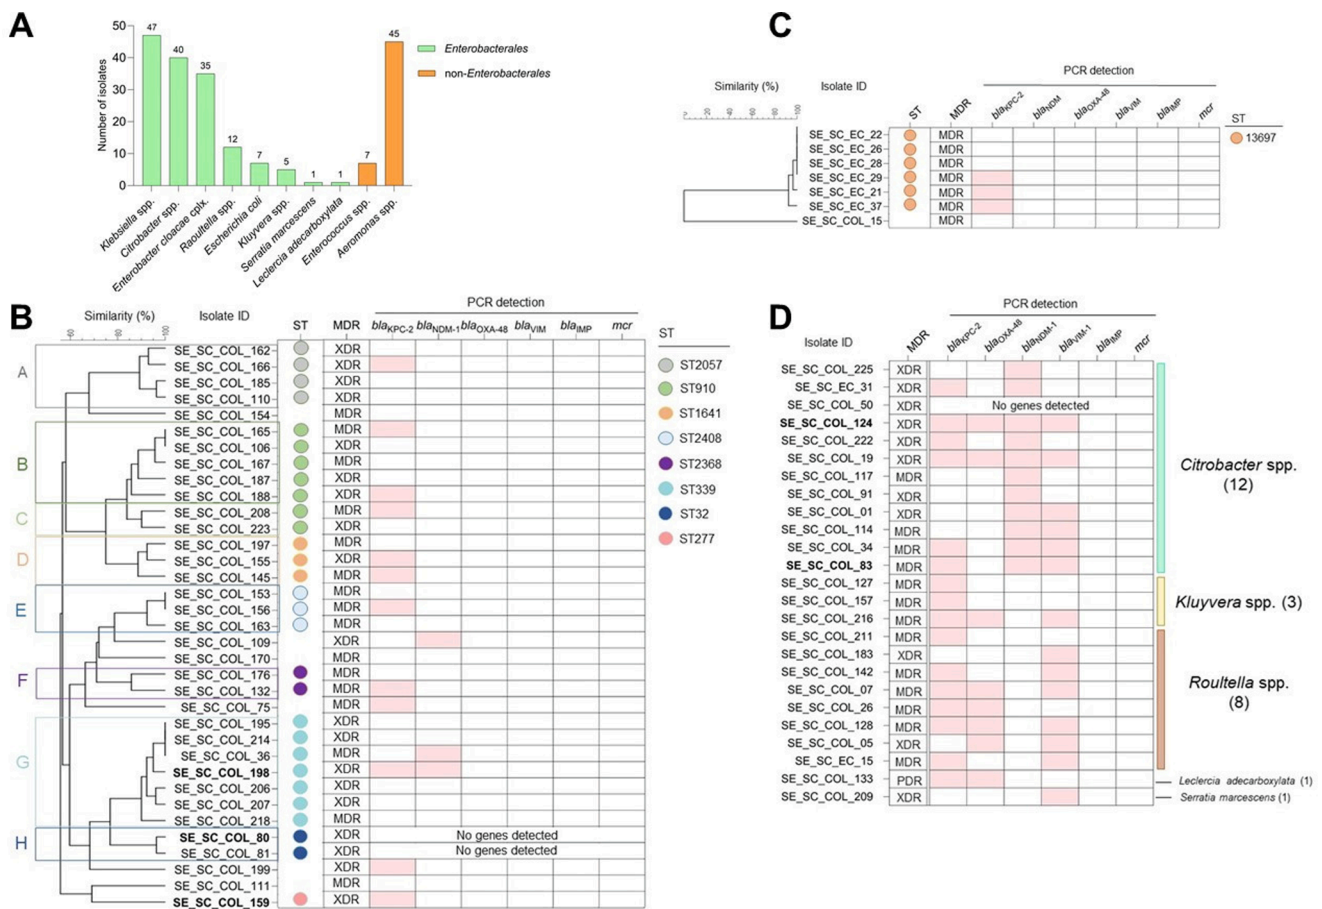 A
50
40
30
20
10
0
Number of isolates
47
40
35
12
7
5
1
1
7
45
Klebsiella spp.
Citrobacter spp.
Enterobacter cloacae cplx.
Raoultella spp.
Escherichia coli
Kluyvera spp.
Serratia marcescens
Leclercia adecarboxylata
Enterococcus spp.
Aeromonas spp.
Enterobacterales
non-Enterobacterales
C
PCR detection
Similarity (%)
Isolate ID
ST
MDR
blaKPC-2
blaNDM
blaOXA-48
blaVIM
blaIMP
mcr
0
20
40
60
80
100
SE_SC_EC_22 MDR
SE_SC_EC_26 MDR
SE_SC_EC_28 MDR
SE_SC_EC_29 MDR
SE_SC_EC_21 MDR
SE_SC_EC_37 MDR
SE_SC_COL_15 MDR
ST
13697
B
PCR detection
Similarity (%)
Isolate ID
ST
MDR
blaKPC-2
blaNDM-1
blaOXA-48
blaVIM
blaIMP
mcr
60
80
100
A
B
C
D
E
F
G
H
SE_SC_COL_162 XDR
SE_SC_COL_166 XDR
SE_SC_COL_185 XDR
SE_SC_COL_110 XDR
SE_SC_COL_154 MDR
SE_SC_COL_165 MDR
SE_SC_COL_106 XDR
SE_SC_COL_167 MDR
SE_SC_COL_187 XDR
SE_SC_COL_188 XDR
SE_SC_COL_208 MDR
SE_SC_COL_223 XDR
SE_SC_COL_197 MDR
SE_SC_COL_155 XDR
SE_SC_COL_145 MDR
SE_SC_COL_153 MDR
SE_SC_COL_156 MDR
SE_SC_COL_163 MDR
SE_SC_COL_109 XDR
SE_SC_COL_170 MDR
SE_SC_COL_176 MDR
SE_SC_COL_132 MDR
SE_SC_COL_75 MDR
SE_SC_COL_195 XDR
SE_SC_COL_214 XDR
SE_SC_COL_36 MDR
SE_SC_COL_198 XDR
SE_SC_COL_206 XDR
SE_SC_COL_207 XDR
SE_SC_COL_218 MDR
SE_SC_COL_80 XDR No genes detected
SE_SC_COL_81 XDR No genes detected
SE_SC_COL_199 XDR
SE_SC_COL_111 MDR
SE_SC_COL_159 XDR
ST
ST2057
ST910
ST1641
ST2408
ST2368
ST339
ST32
ST277
D
PCR detection
Isolate ID
MDR
blaKPC-2
blaOXA-48
blaNDM-1
blaVIM-1
blaIMP
mcr
SE_SC_COL_225 XDR
SE_SC_EC_31 XDR
SE_SC_COL_50 XDR No genes detected
SE_SC_COL_124 XDR
SE_SC_COL_222 XDR
SE_SC_COL_19 XDR
SE_SC_COL_117 MDR
SE_SC_COL_91 XDR
SE_SC_COL_01 XDR
SE_SC_COL_114 MDR
SE_SC_COL_34 MDR
SE_SC_COL_83 MDR
SE_SC_COL_127 MDR
SE_SC_COL_157 MDR
SE_SC_COL_216 MDR
SE_SC_COL_211 MDR
SE_SC_COL_183 XDR
SE_SC_COL_142 MDR
SE_SC_COL_07 MDR
SE_SC_COL_26 MDR
SE_SC_COL_128 MDR
SE_SC_COL_05 XDR
SE_SC_EC_15 MDR
SE_SC_COL_133 PDR
SE_SC_COL_209 XDR
Citrobacter spp.
(12)
Kluyvera spp. (3)
Roultella spp.
(8)
Leclercia adecarboxylata (1)
Serratia marcescens (1)